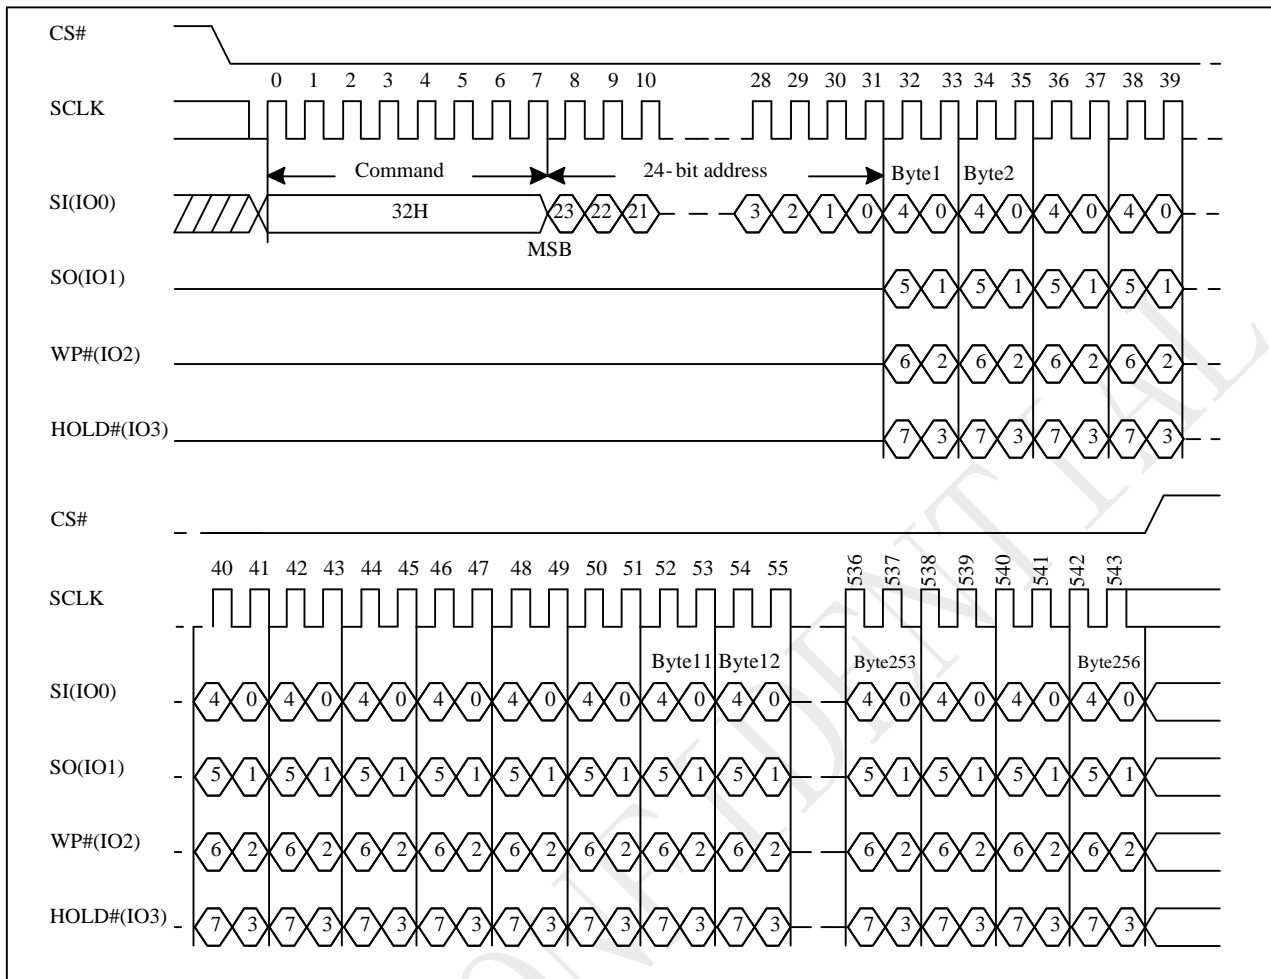 CS#
0 1 2 3 4 5 6 7 8 9 10 28 29 30 31 32 33 34 35 36 37 38 39
SCLK
Command 24-bit address Byte1 Byte2
SI(IO0) 32H 23 22 21 3 2 1 0 4 0 4 0 4 0 4 0
MSB
SO(IO1) 5 1 5 1 5 1 5 1
WP#(IO2) 6 2 6 2 6 2 6 2
HOLD#(IO3) 7 3 7 3 7 3 7 3
CS#
40 41 42 43 44 45 46 47 48 49 50 51 52 53 54 55 536 537 538 539 540 541 542 543
SCLK
Byte11 Byte12 Byte253 Byte256
SI(IO0) 4 0 4 0 4 0 4 0 4 0 4 0 4 0 4 0 4 0 4 0 4 0 4 0
SO(IO1) 5 1 5 1 5 1 5 1 5 1 5 1 5 1 5 1 5 1 5 1 5 1 5 1
WP#(IO2) 6 2 6 2 6 2 6 2 6 2 6 2 6 2 6 2 6 2 6 2 6 2 6 2
HOLD#(IO3) 7 3 7 3 7 3 7 3 7 3 7 3 7 3 7 3 7 3 7 3 7 3 7 3